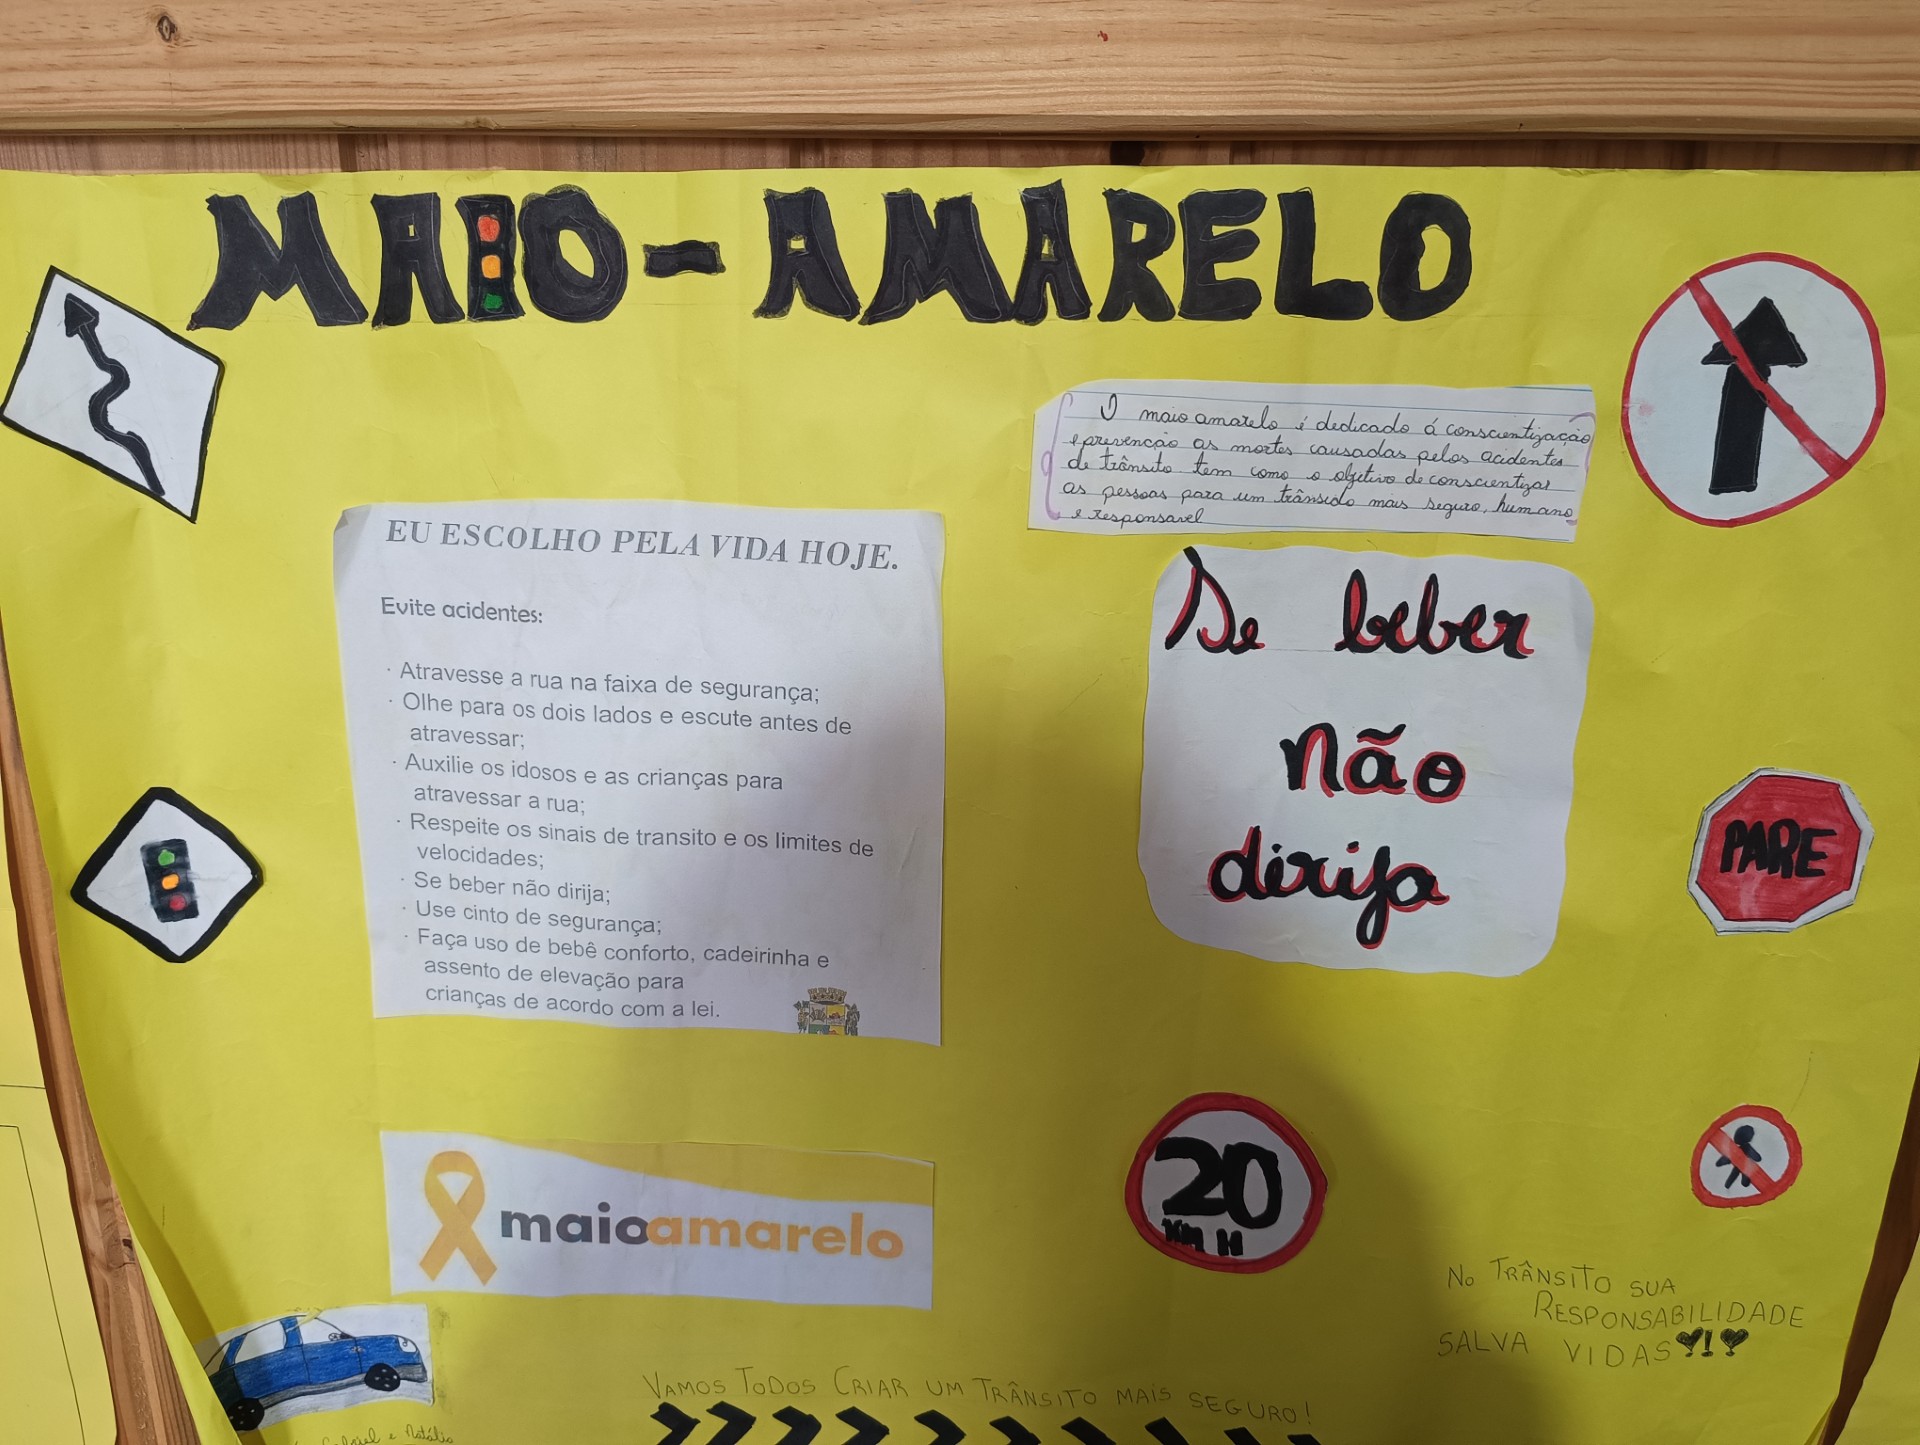 MAIO-AMARELO
O maio amarelo é dedicado á conscientização
e prevenção as mortes causadas pelos acidentes
de trânsito tem como o objetivo de conscientizar
as pessoas para um trânsido mais seguro, humano
e responsavel
EU ESCOLHO PELA VIDA HOJE.
Evite acidentes:
· Atravesse a rua na faixa de segurança;
· Olhe para os dois lados e escute antes de
atravessar;
· Auxilie os idosos e as crianças para
atravessar a rua;
· Respeite os sinais de transito e os limites de
velocidades;
· Se beber não dirija;
· Use cinto de segurança;
· Faça uso de bebê conforto, cadeirinha e
assento de elevação para
crianças de acordo com a lei.
Se beber
não
dirija
PARE
maioamarelo
20
KM H
NO TRÂNSITO SUA
RESPONSABILIDADE
SALVA VIDAS!
VAMOS TODOS CRIAR UM TRÂNSITO MAIS SEGURO!
e Natália